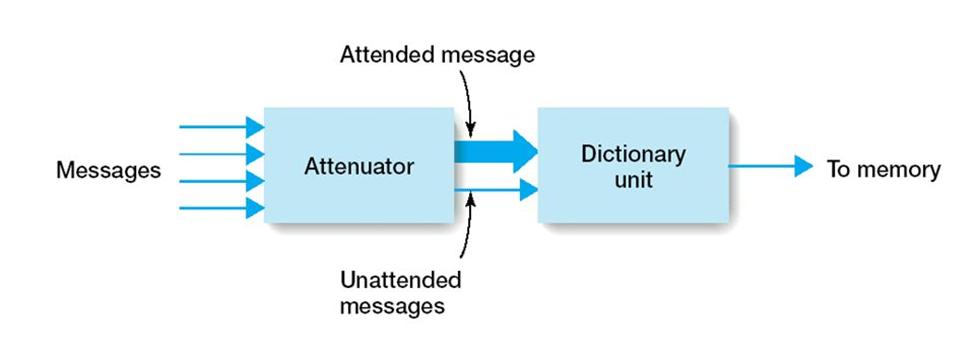 Attended message
Messages
Attenuator
Dictionary
unit
To memory
Unattended
messages